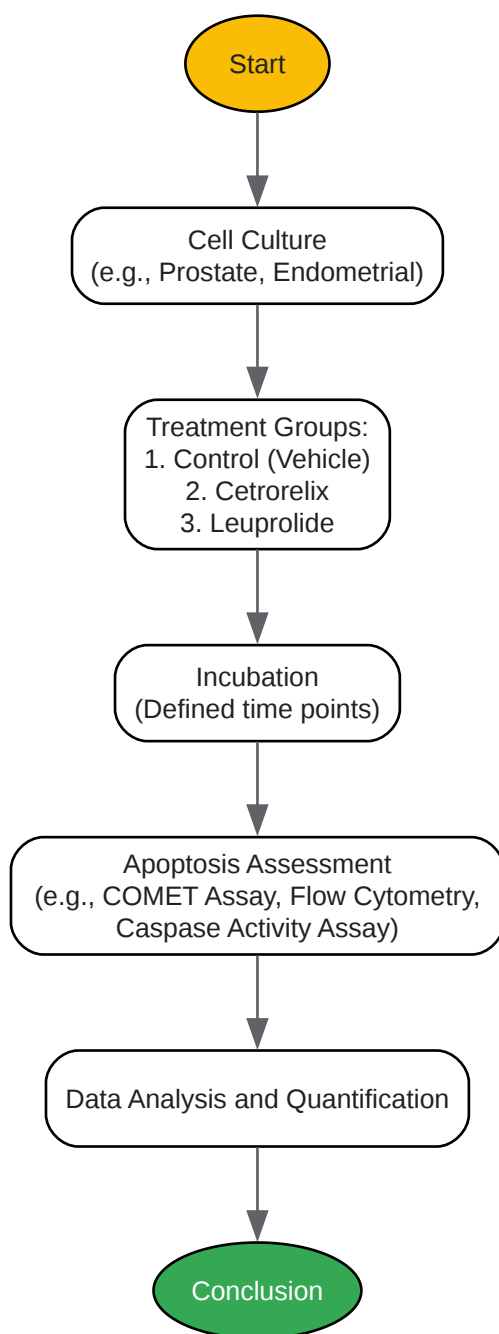 Start
Cell Culture
(e.g., Prostate, Endometrial)
Treatment Groups:
1. Control (Vehicle)
2. Cetrorelix
3. Leuprolide
Incubation
(Defined time points)
Apoptosis Assessment
(e.g., COMET Assay, Flow Cytometry,
Caspase Activity Assay)
Data Analysis and Quantification
Conclusion